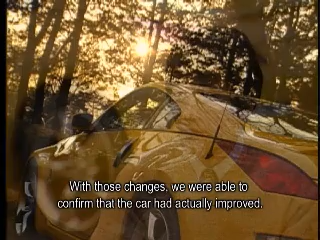 With those changes, we were able to
confirm that the car had actually improved.